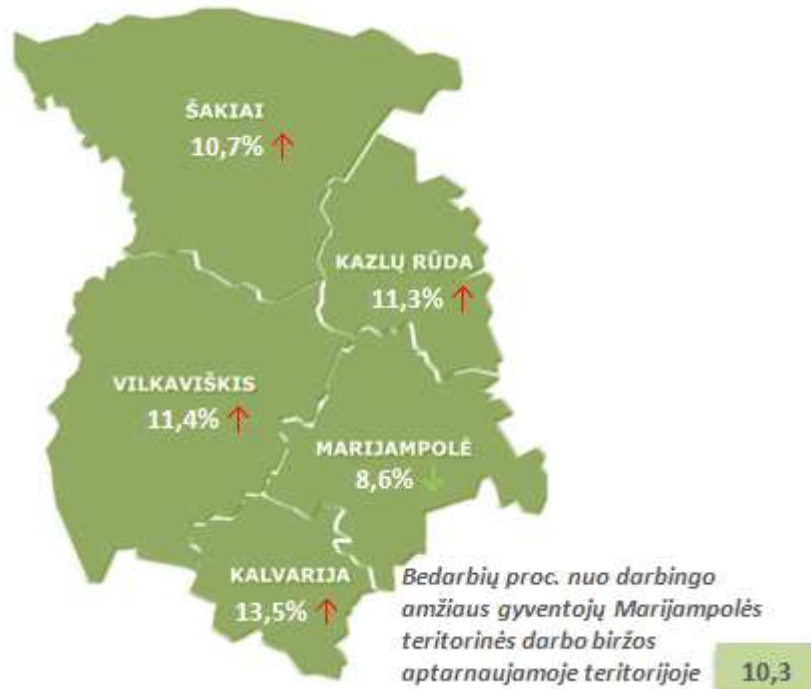 ŠAKIAI
10,7% ↑
KAZLŲ RŪDA
11,3% ↑
VILKAVIŠKIS
11,4% ↑
MARIJAMPOLĖ
8,6% ↓
KALVARIJA
13,5% ↑
Bedarbių proc. nuo darbingo
amžiaus gyventojų Marijampolės
teritorinės darbo biržos
aptarnaujamoje teritorijoje 10,3